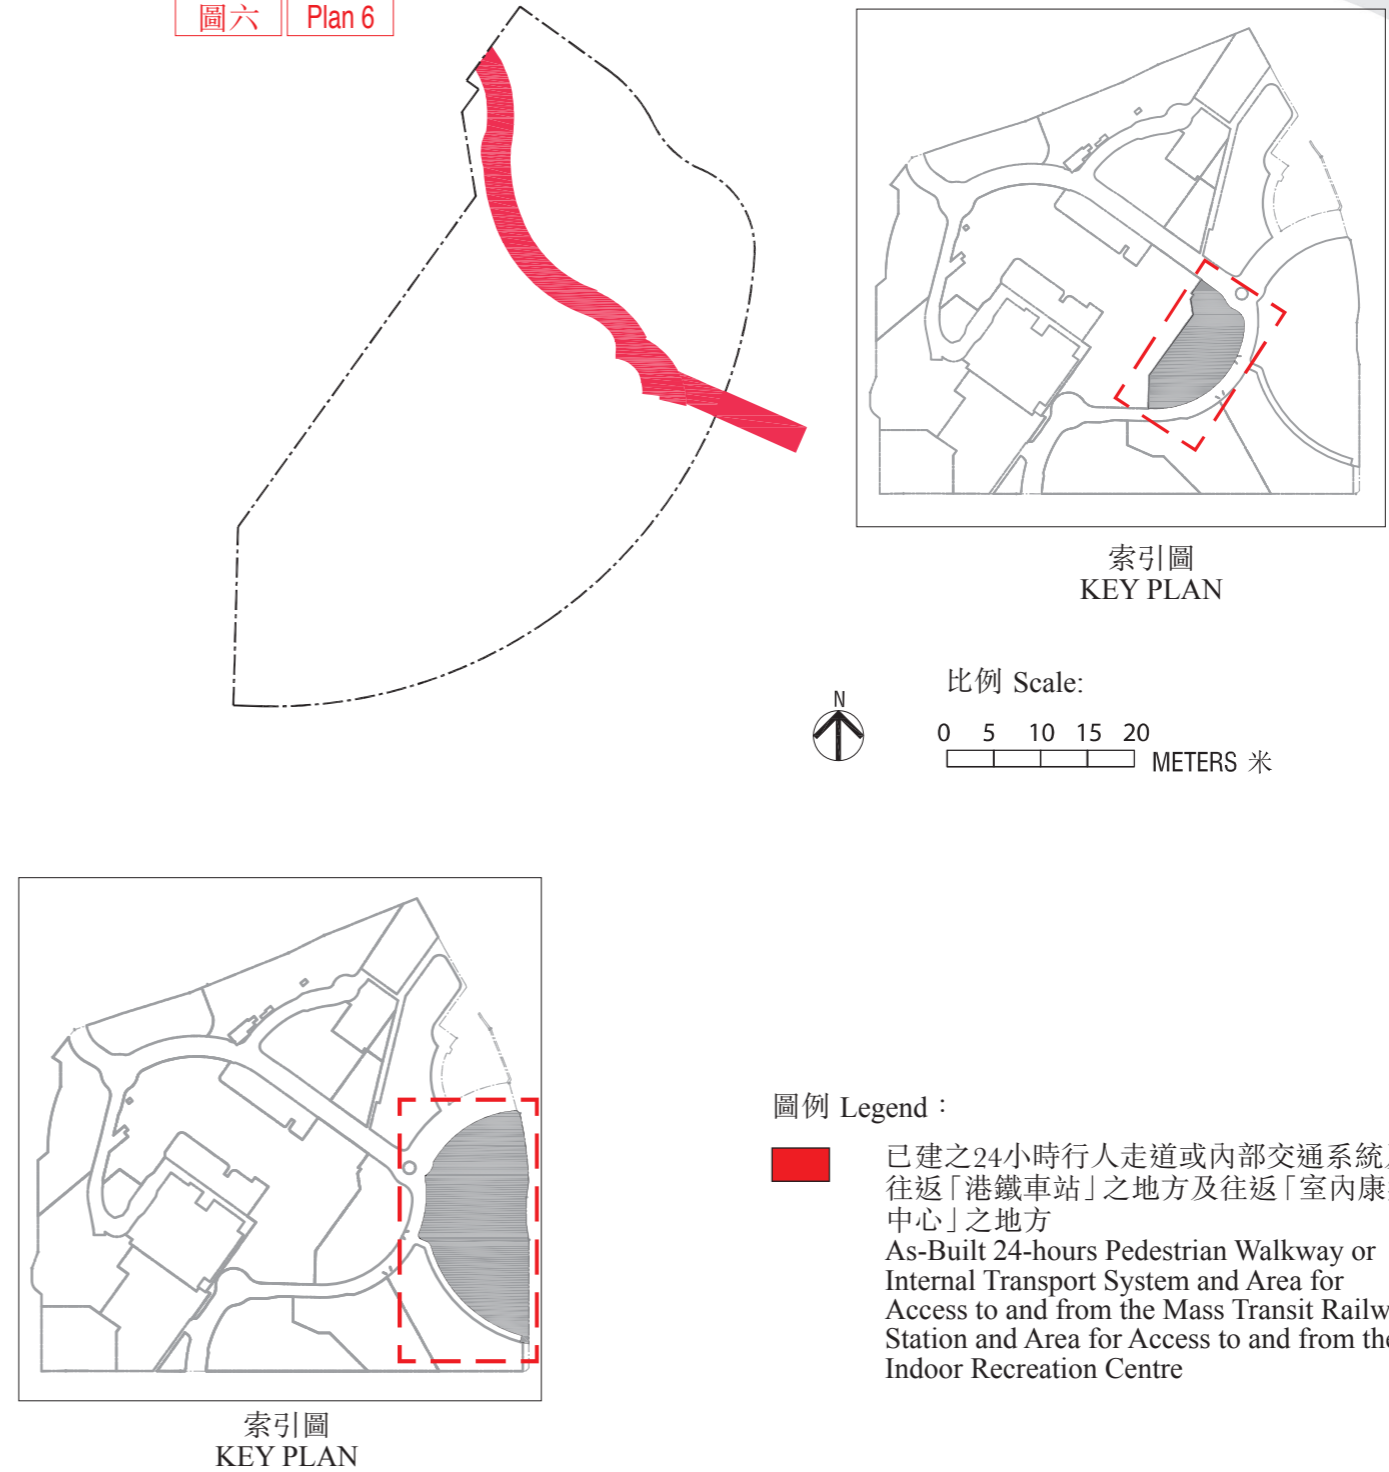 圖六 Plan 6
索引圖
KEY PLAN
比例 Scale:
N
0 5 10 15 20
METERS 米
索引圖
KEY PLAN
圖例 Legend：
已建之24小時行人走道或內部交通系統
往返「港鐵車站」之地方及往返「室內康
中心」之地方
As-Built 24-hours Pedestrian Walkway or
Internal Transport System and Area for
Access to and from the Mass Transit Railw
Station and Area for Access to and from the
Indoor Recreation Centre